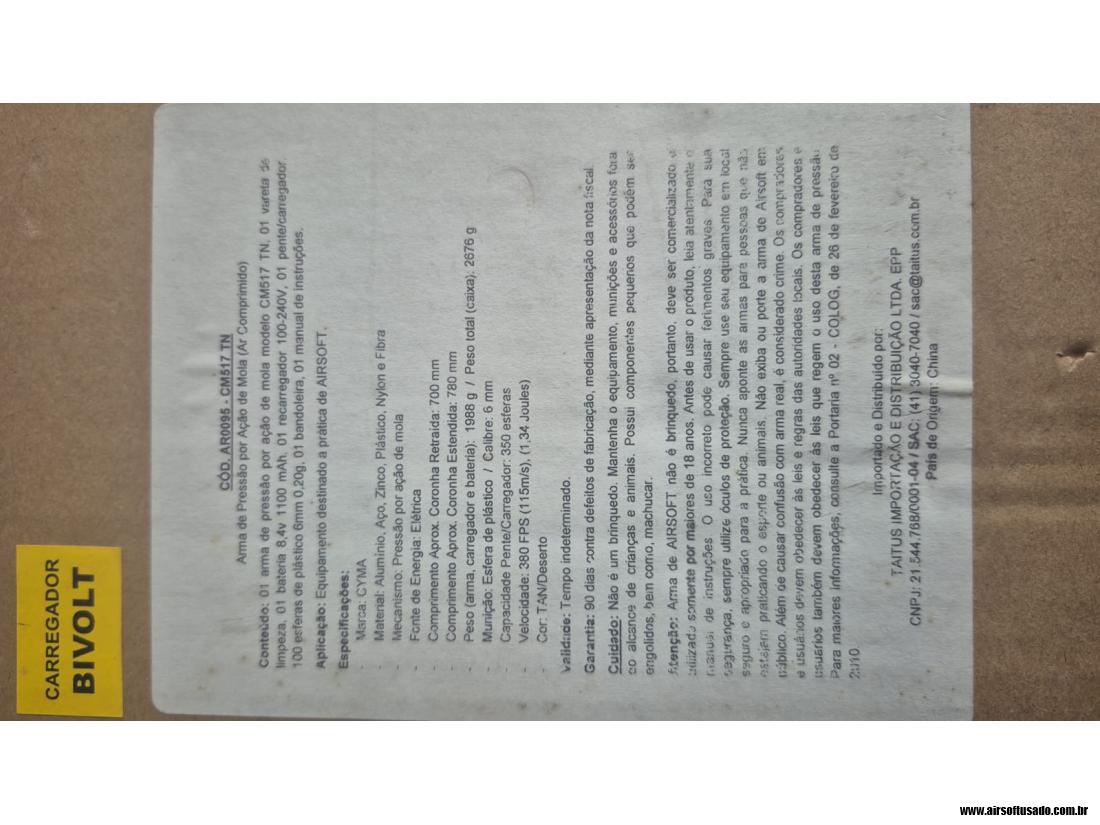 CARREGADOR
BIVOLT
CÓD. AR0095 - CM517 TN
Arma de Pressão por Ação de Mola (Ar Comprimido)
Conteúdo: 01 arma de pressão por ação de mola modelo CM517 TN, 01 vareta de
limpeza, 01 bateria 8,4v 1100 mAh, 01 recarregador 100-240V, 01 pente/carregador,
100 esferas de plástico 6mm 0,20g, 01 bandoleira, 01 manual de instruções.
Aplicação: Equipamento destinado a prática de AIRSOFT.
Especificações:
- Marca: CYMA
- Material: Alumínio, Aço, Zinco, Plástico, Nylon e Fibra
- Mecanismo: Pressão por ação de mola
- Fonte de Energia: Elétrica
- Comprimento Aprox. Coronha Retraída: 700 mm
- Comprimento Aprox. Coronha Estendida: 780 mm
- Peso (arma, carregador e bateria): 1988 g / Peso total (caixa): 2676 g
- Munição: Esfera de plástico / Calibre: 6 mm
- Capacidade Pente/Carregador: 350 esferas
- Velocidade: 380 FPS (115m/s), (1,34 Joules)
- Cor: TAN/Deserto
Validade: Tempo indeterminado.
Garantia: 90 dias contra defeitos de fabricação, mediante apresentação da nota fiscal.
Cuidado: Não é um brinquedo. Mantenha o equipamento, munições e acessórios fora
do alcance de crianças e animais. Possui componentes pequenos que podem ser
engolidos, bem como, machucar.
Atenção: Arma de AIRSOFT não é brinquedo, portanto, deve ser comercializado e
utilizado somente por maiores de 18 anos. Antes de usar o produto, leia atentamente o
manual de instruções. O uso incorreto pode causar ferimentos graves. Para sua
segurança, sempre utilize óculos de proteção. Sempre use seu equipamento em local
seguro e apropriado para a prática. Nunca aponte as armas para pessoas que não
estejam praticando o esporte ou animais. Não exiba ou porte a arma de Airsoft em
público. Além de causar confusão com arma real, é considerado crime. Os compradores
e usuários devem obedecer às leis e regras das autoridades locais. Os compradores e
usuários também devem obedecer às leis que regem o uso desta arma de pressão.
Para maiores informações, consulte a Portaria nº 02 - COLOG, de 26 de fevereiro de
2010.
Importado e Distribuído por:
TAITUS IMPORTAÇÃO E DISTRIBUIÇÃO LTDA. EPP
CNPJ: 21.544.788/0001-04 / SAC: (41) 3040-7040 / sac@taitus.com.br
País de Origem: China
www.airsoftusado.com.br